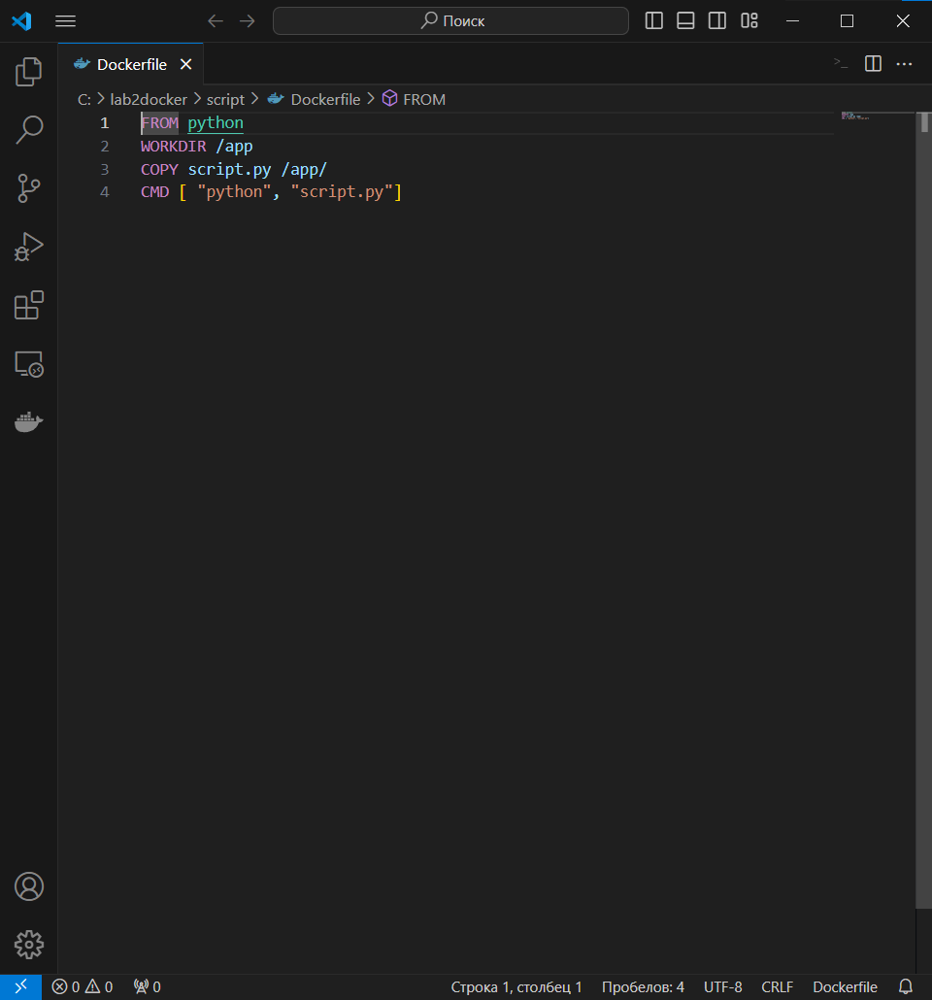 Поиск
Dockerfile
C: > lab2docker > script > Dockerfile > FROM
1 FROM python
2 WORKDIR /app
3 COPY script.py /app/
4 CMD [ "python", "script.py"]
0 0 0 Строка 1, столбец 1 Пробелов: 4 UTF-8 CRLF Dockerfile